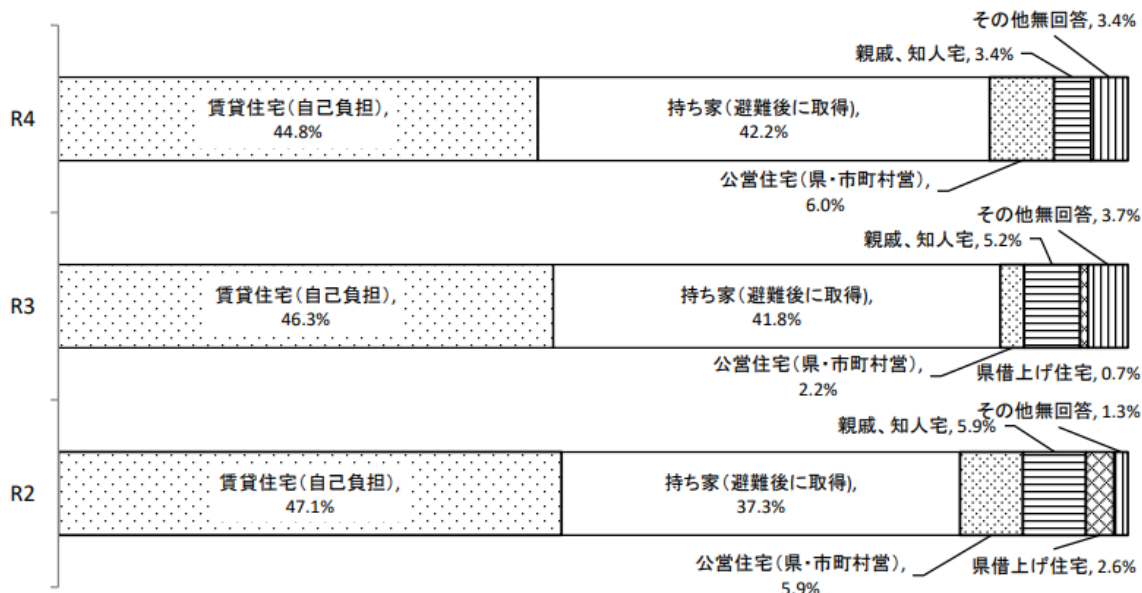 その他無回答, 3.4%
親戚、知人宅, 3.4%
R4
賃貸住宅(自己負担),
44.8%
持ち家(避難後に取得),
42.2%
公営住宅(県・市町村営),
6.0%
その他無回答, 3.7%
親戚、知人宅, 5.2%
R3
賃貸住宅(自己負担),
46.3%
持ち家(避難後に取得),
41.8%
公営住宅(県・市町村営),
2.2%
県借上げ住宅, 0.7%
その他無回答, 1.3%
親戚、知人宅, 5.9%
R2
賃貸住宅(自己負担),
47.1%
持ち家(避難後に取得),
37.3%
公営住宅(県・市町村営),
5.9%
県借上げ住宅, 2.6%